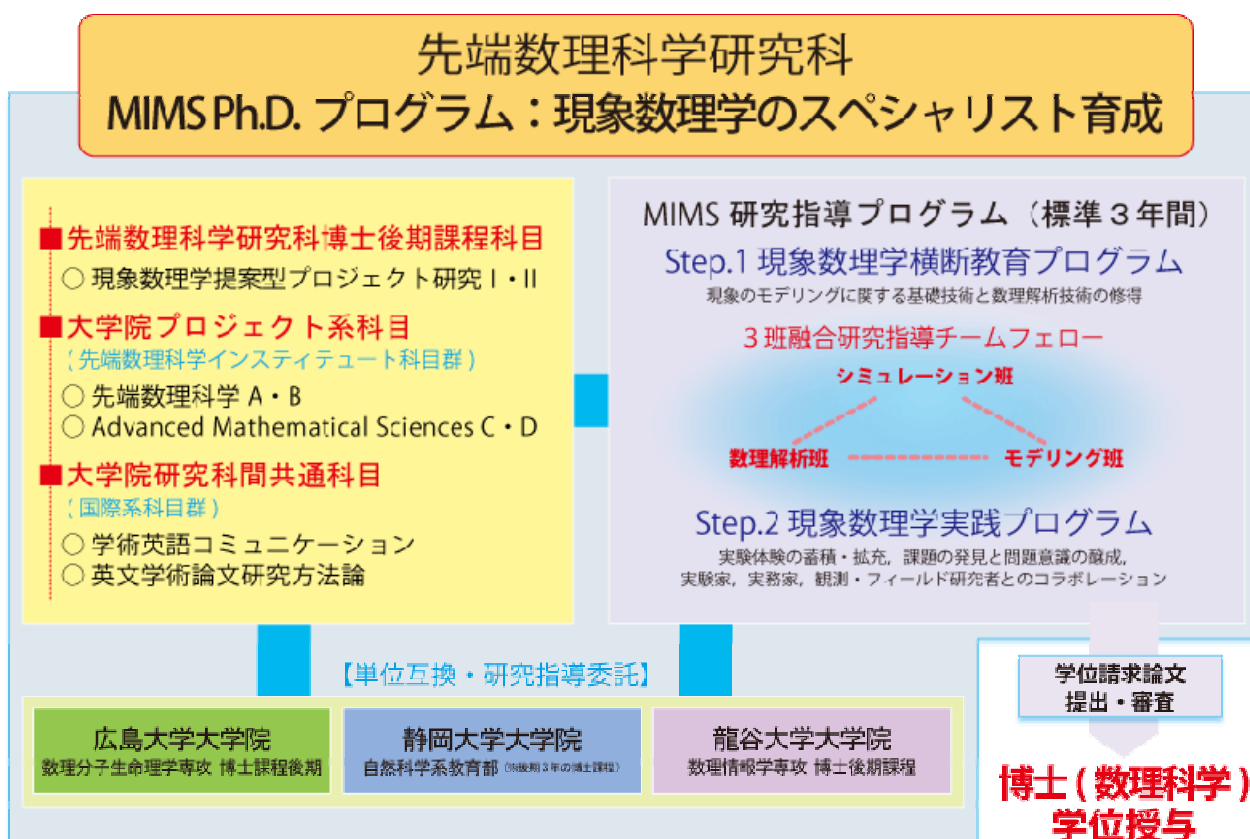 先端数理科学研究科
MIMS Ph.D. プログラム：現象数理学のスペシャリスト育成
■先端数理科学研究科博士後期課程科目
○ 現象数理学提案型プロジェクト研究 I・II
■大学院プロジェクト系科目
(先端数理科学インスティテュート科目群)
○ 先端数理科学 A・B
○ Advanced Mathematical Sciences C・D
■大学院研究科間共通科目
(国際系科目群)
○ 学術英語コミュニケーション
○ 英文学術論文研究方法論
MIMS 研究指導プログラム（標準３年間）
Step.1 現象数理学横断教育プログラム
現象のモデリングに関する基礎技術と数理解析技術の修得
３班融合研究指導チームフェロー
シミュレーション班
数理解析班
モデリング班
Step.2 現象数理学実践プログラム
実験体験の蓄積・拡充，課題の発見と問題意識の醸成，
実験家，実務家，観測・フィールド研究者とのコラボレーション
【単位互換・研究指導委託】
広島大学大学院
数理分子生命理学専攻 博士課程後期
静岡大学大学院
自然科学系教育部（※後期３年の博士課程）
龍谷大学大学院
数理情報学専攻 博士後期課程
学位請求論文
提出・審査
博士(数理科学)
学位授与